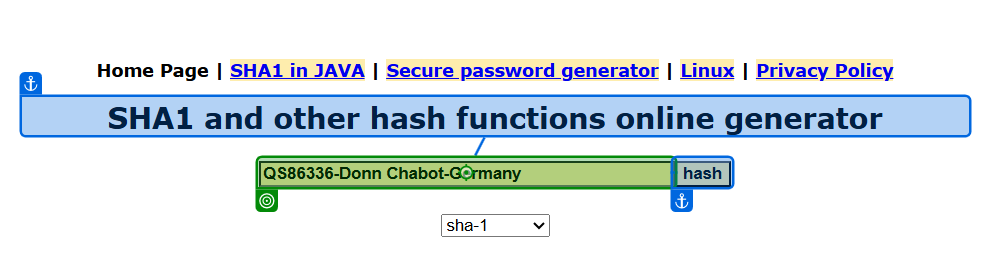 Home Page | SHA1 in JAVA | Secure password generator | Linux | Privacy Policy
SHA1 and other hash functions online generator
QS86336-Donn Chabot-Germany hash
sha-1